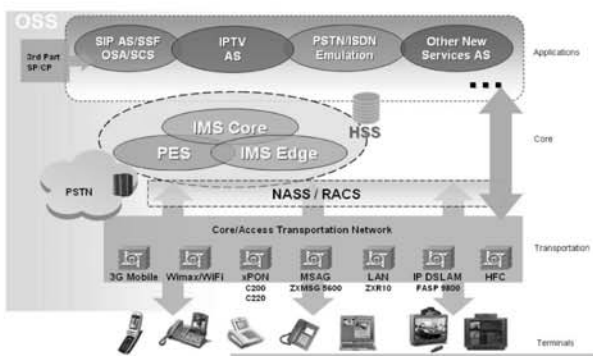 OSS
SIP AS/SSF
OSA/SCS
IPTV
AS
PSTN/ISDN
Emulation
Other New
Services AS
Applications
3rd Part
SP/CP
...
IMS Core
PES
IMS Edge
HSS
Core
PSTN
NASS / RACS
Core/Access Transportation Network
3G Mobile
Wimax/WiFi
xPON
C200
C220
MSAG
ZXMSG 5600
LAN
ZXR10
IP DSLAM
FASP 9800
HFC
Transportation
Terminals